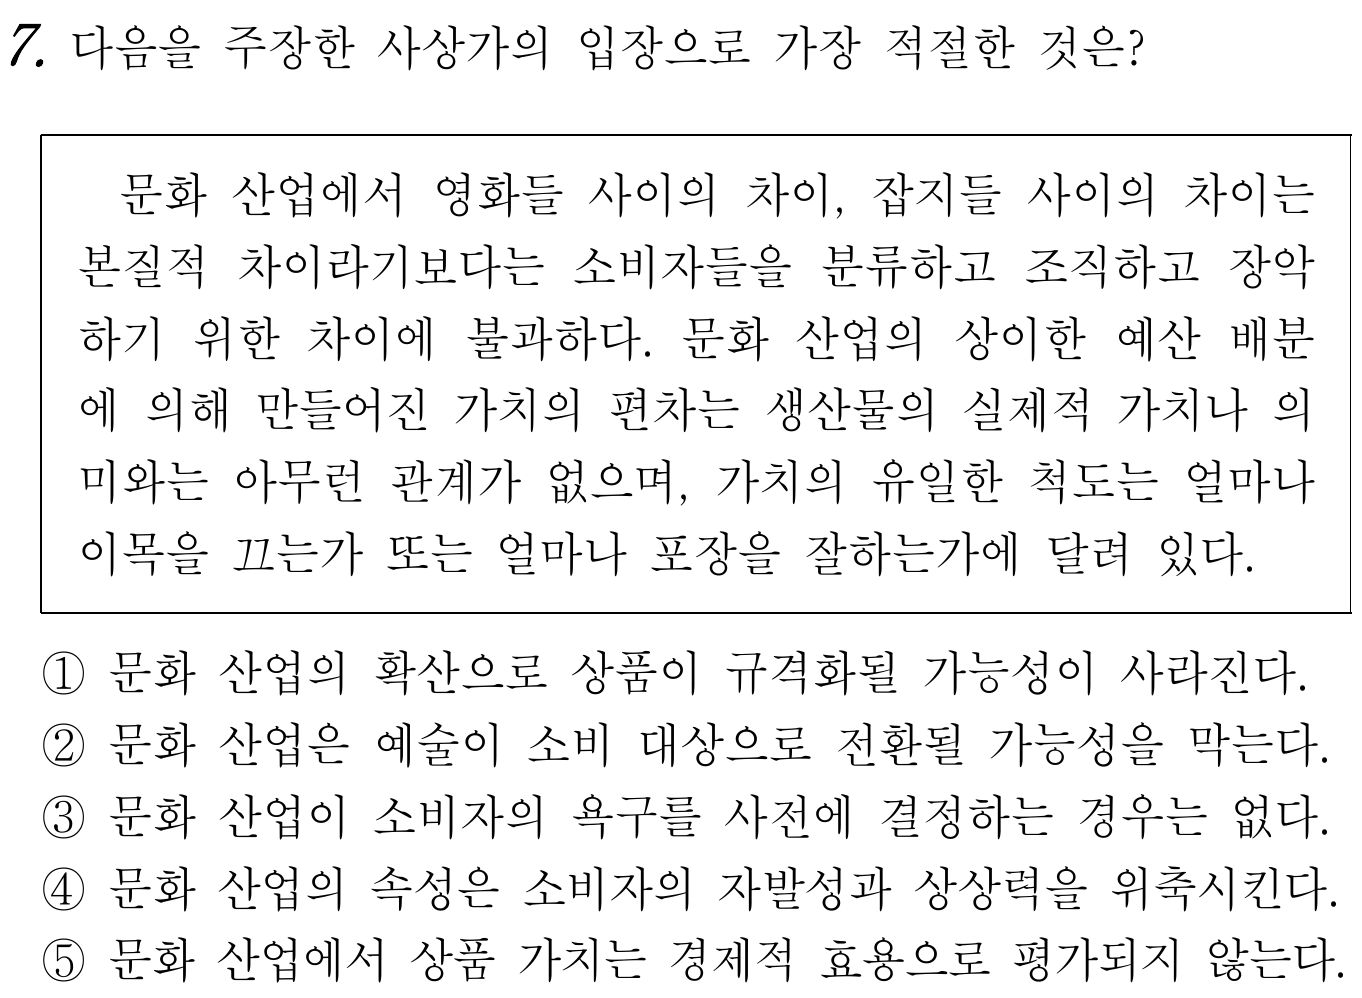 7. 다음을 주장한 사상가의 입장으로 가장 적절한 것은?
문화 산업에서 영화들 사이의 차이, 잡지들 사이의 차이는
본질적 차이라기보다는 소비자들을 분류하고 조직하고 장악
하기 위한 차이에 불과하다. 문화 산업의 상이한 예산 배분
에 의해 만들어진 가치의 편차는 생산물의 실제적 가치나 의
미와는 아무런 관계가 없으며, 가치의 유일한 척도는 얼마나
이목을 끄는가 또는 얼마나 포장을 잘하는가에 달려 있다.
① 문화 산업의 확산으로 상품이 규격화될 가능성이 사라진다.
② 문화 산업은 예술이 소비 대상으로 전환될 가능성을 막는다.
③ 문화 산업이 소비자의 욕구를 사전에 결정하는 경우는 없다.
④ 문화 산업의 속성은 소비자의 자발성과 상상력을 위축시킨다.
⑤ 문화 산업에서 상품 가치는 경제적 효용으로 평가되지 않는다.